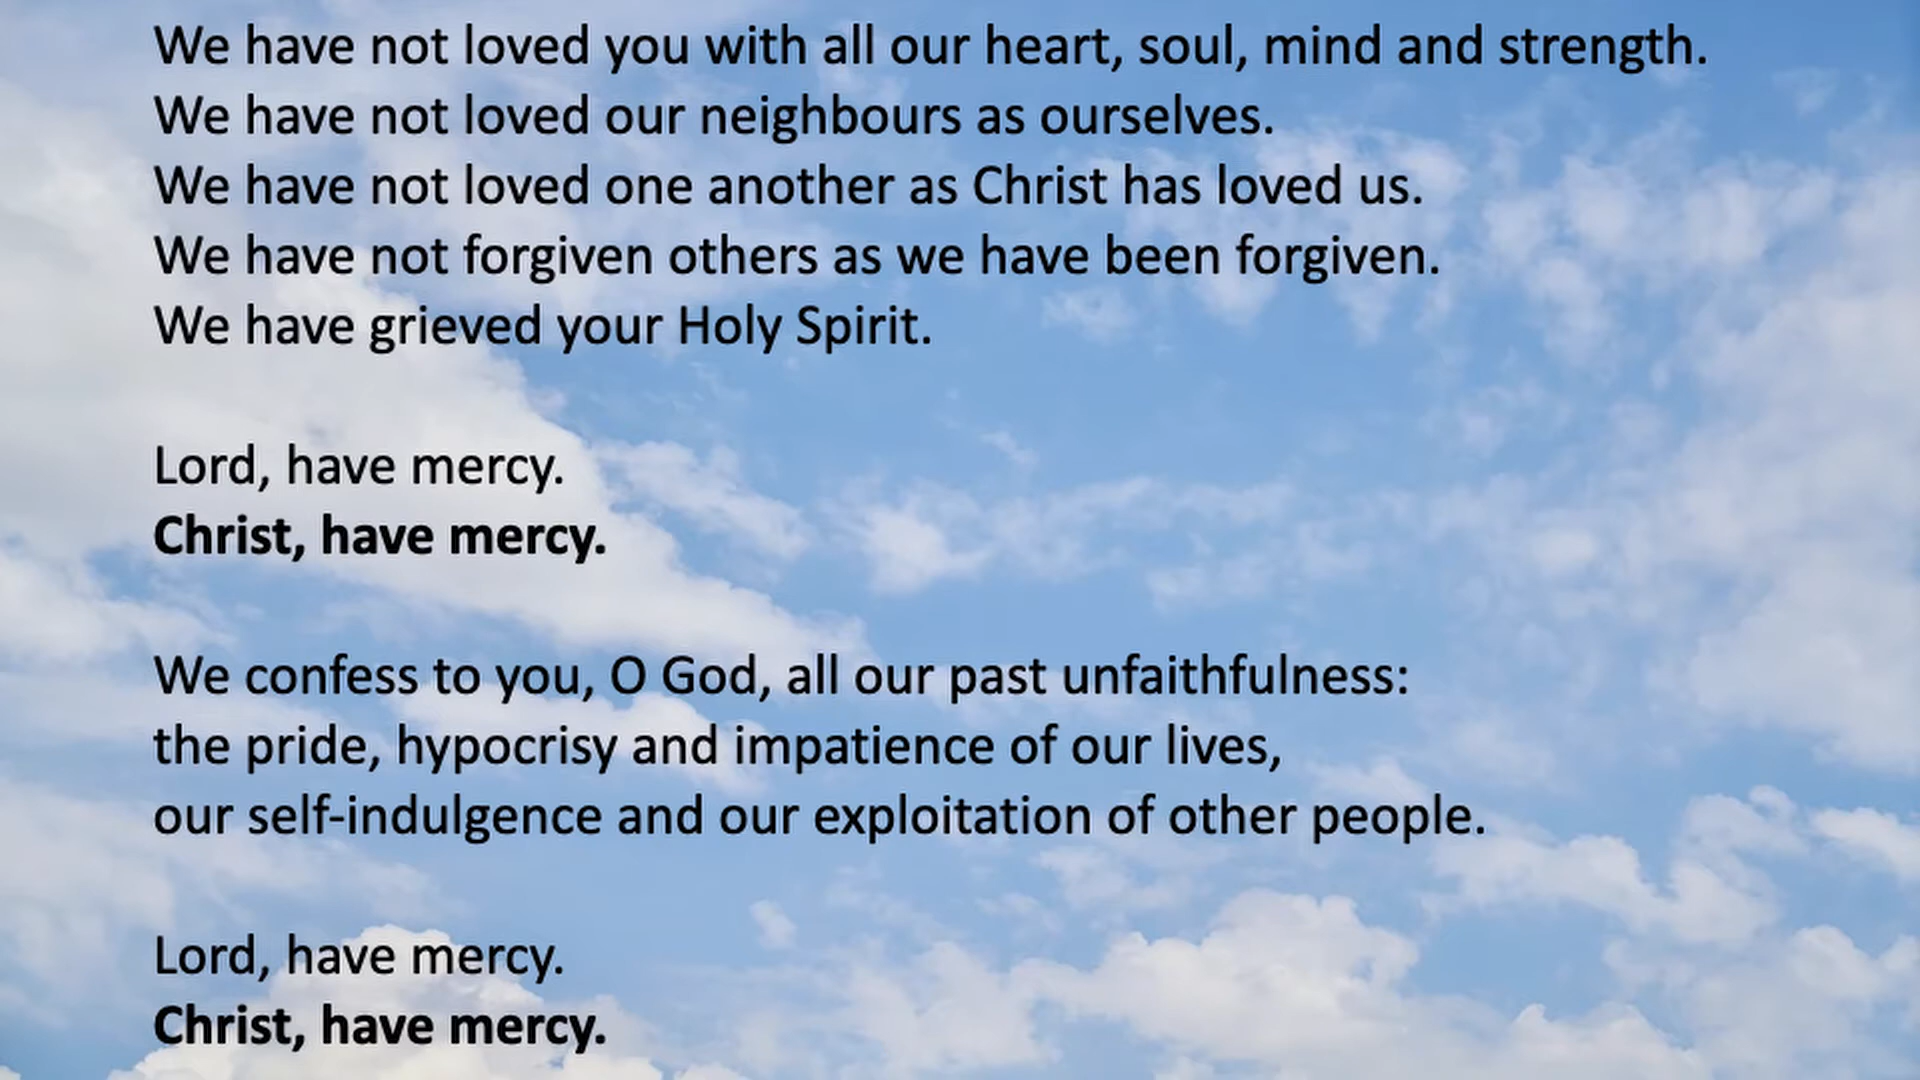 We have not loved you with all our heart, soul, mind and strength.
We have not loved our neighbours as ourselves.
We have not loved one another as Christ has loved us.
We have not forgiven others as we have been forgiven.
We have grieved your Holy Spirit.
Lord, have mercy.
Christ, have mercy.
We confess to you, O God, all our past unfaithfulness:
the pride, hypocrisy and impatience of our lives,
our self-indulgence and our exploitation of other people.
Lord, have mercy.
Christ, have mercy.